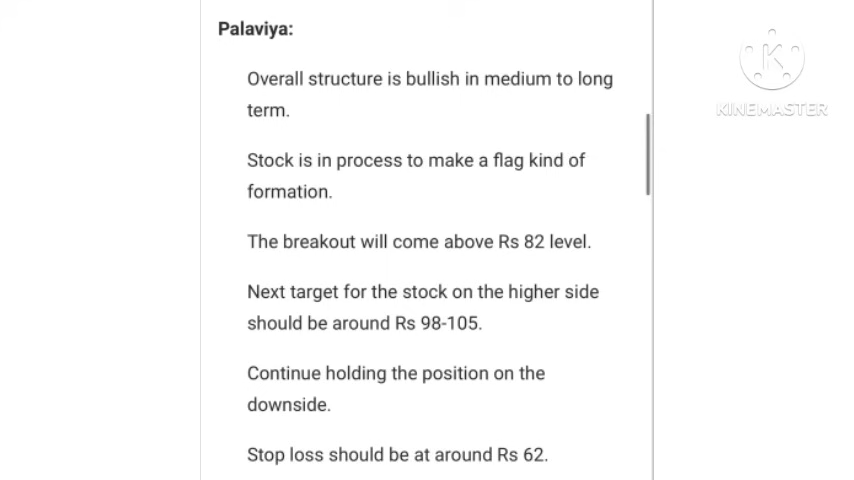 Palaviya:
Overall structure is bullish in medium to long
term.
Stock is in process to make a flag kind of
formation.
The breakout will come above Rs 82 level.
Next target for the stock on the higher side
should be around Rs 98-105.
Continue holding the position on the
downside.
Stop loss should be at around Rs 62.
K
KINEMASTER